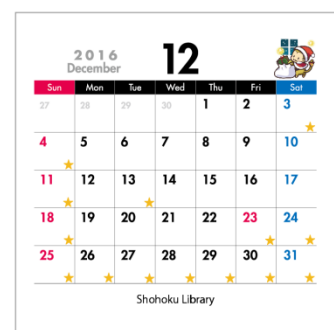 2016
December
12
Sun Mon Tue Wed Thu Fri Sat
27 28 29 30 1 2 3
4 5 6 7 8 9 10
11 12 13 14 15 16 17
18 19 20 21 22 23 24
25 26 27 28 29 30 31
Shohoku Library